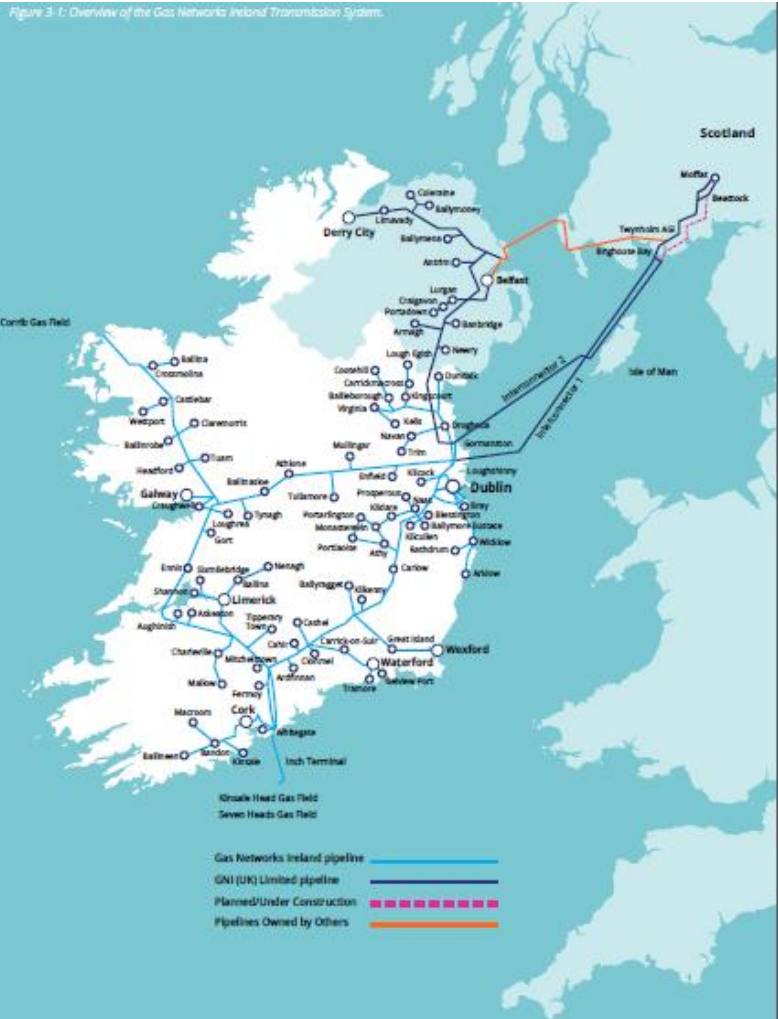 Figure 3-1: Overview of the Gas Networks Ireland Transmission System.
Scotland
Moffat
Beattock
Coleraine
Ballymoney
Limavady
Derry City
Twynholm AGI
Ballymena
Brighouse Bay
Antrim
Belfast
Lurgan
Craigavon
Portadown
Corrib Gas Field
Banbridge
Armagh
Newry
Lough Egish
Ballina
Crossmolina
Cootehill
Dundalk
Isle of Man
Interconnector 2
Carrickmacross
Castlebar
Bailieborough
Kingscourt
Virginia
Interconnector 1
Westport
Claremorris
Kells
Drogheda
Ballinrobe
Navan
Gormanston
Mullingar
Trim
Tuam
Headford
Athlone
Loughshinny
Kilcock
Enfield
Ballinasloe
Dublin
Galway
Tullamore
Prosperous
Naas
Craughwell
Bray
Kildare
Loughrea
Tynagh
Portarlington
Blessington
Monasterevin
Ballymore Eustace
Gort
Kilcullen
Wicklow
Portlaoise
Athy
Rathdrum
Ennis
Sixmilebridge
Nenagh
Carlow
Arklow
Ballina
Ballyragget
Kilkenny
Shannon
Limerick
Askeaton
Tipperary
Town
Cashel
Aughinish
Carrick-on-Suir
Great Island
Wexford
Charleville
Cahir
Mitchelstown
Clonmel
Waterford
Ardfinnan
Belview Port
Mallow
Tramore
Fermoy
Macroom
Cork
Whitegate
Bandon
Ballineen
Kinsale
Inch Terminal
Kinsale Head Gas Field
Seven Heads Gas Field
Gas Networks Ireland pipeline
GNI (UK) Limited pipeline
Planned/Under Construction
Pipelines Owned by Others